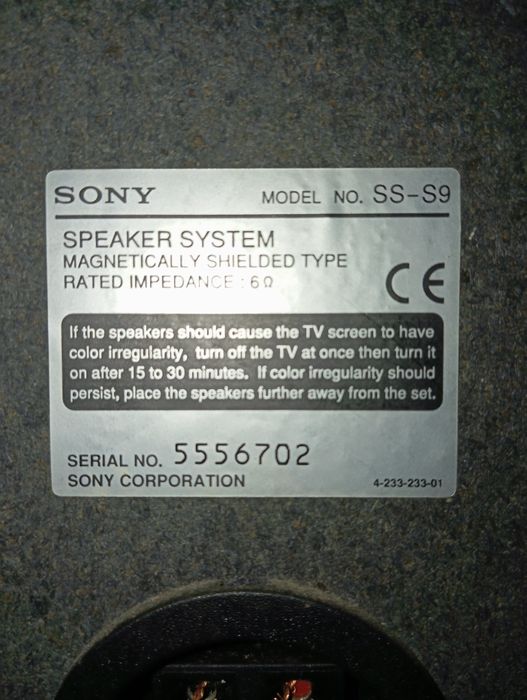 SONY MODEL NO. SS-S9
SPEAKER SYSTEM
MAGNETICALLY SHIELDED TYPE
RATED IMPEDANCE : 6 Ω
CE
If the speakers should cause the TV screen to have
color irregularity, turn off the TV at once then turn it
on after 15 to 30 minutes. If color irregularity should
persist, place the speakers further away from the set.
SERIAL NO. 5556702
SONY CORPORATION 4-233-233-01